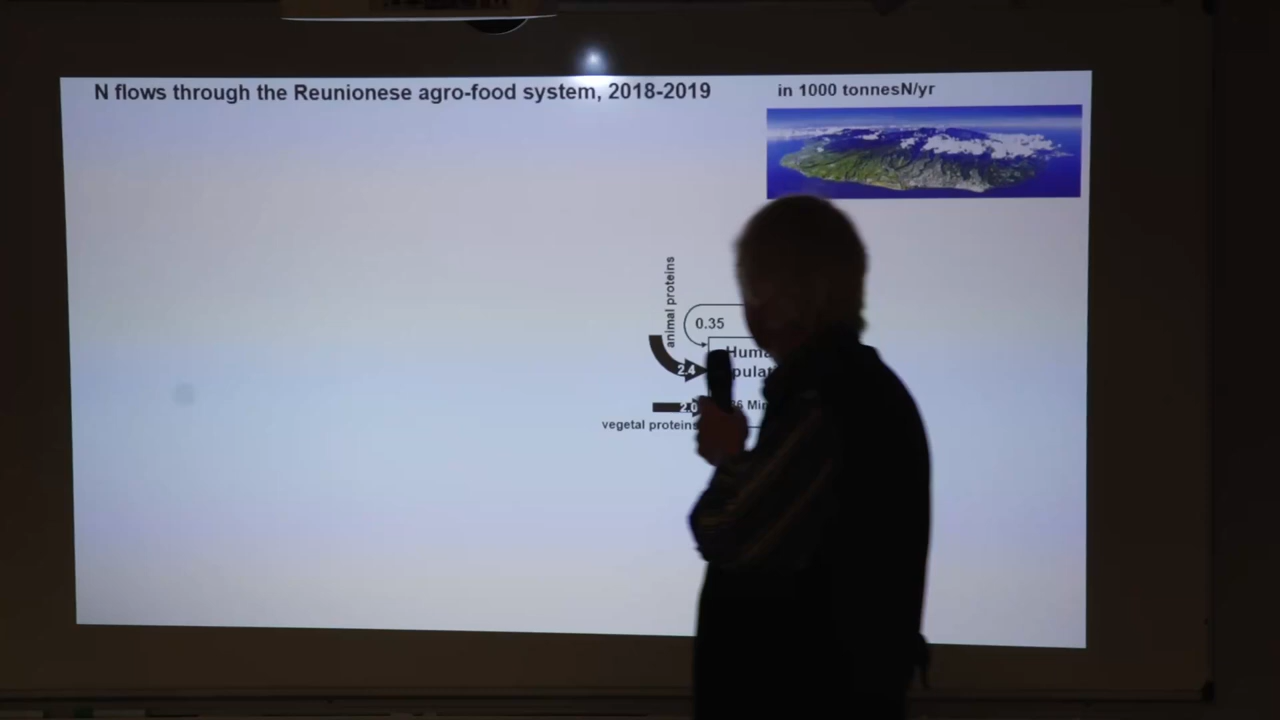 N flows through the Reunionese agro-food system, 2018-2019
in 1000 tonnesN/yr
animal proteins
0.35
2.4
2.0
vegetal proteins